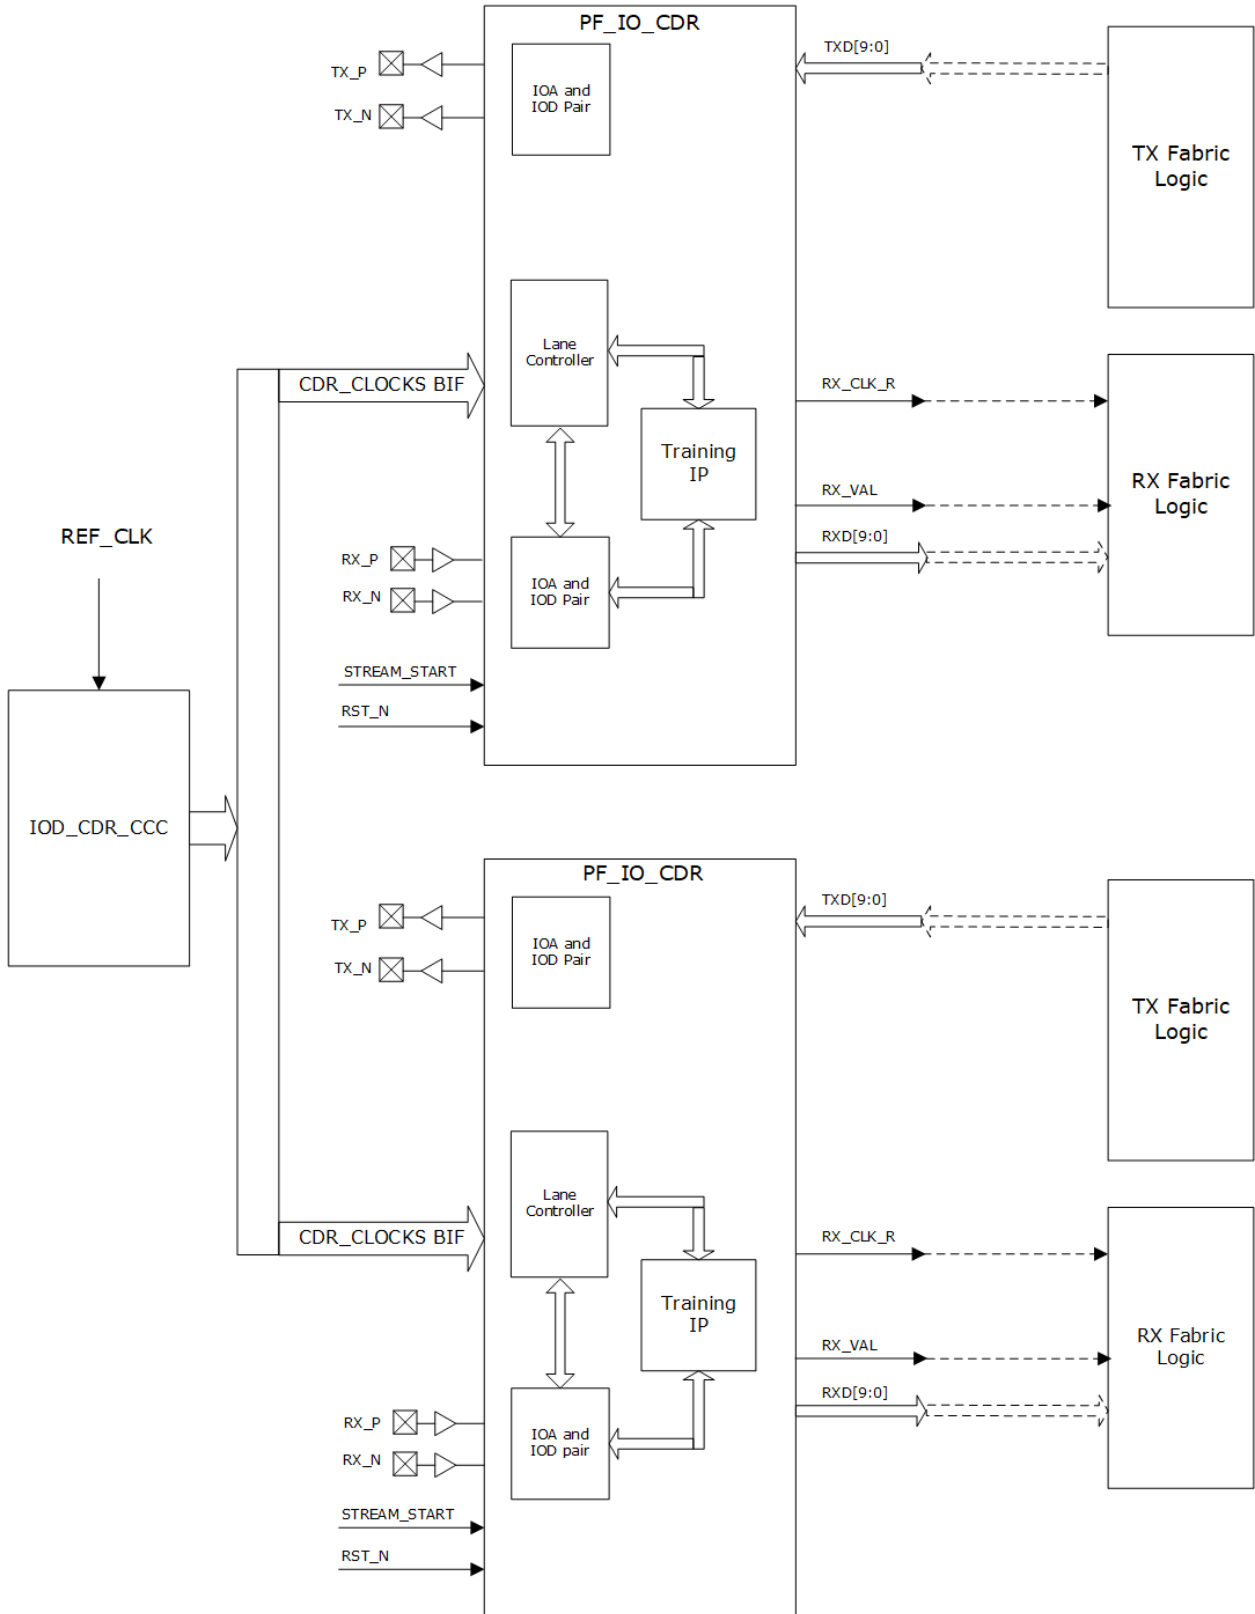 PF_IO_CDR
TXD[9:0]
TX_P
TX_N
IOA and
IOD Pair
TX Fabric
Logic
Lane
Controller
CDR_CLOCKS BIF
RX_CLK_R
Training
IP
RX_VAL
RX Fabric
Logic
REF_CLK
RXD[9:0]
RX_P
RX_N
IOA and
IOD Pair
STREAM_START
RST_N
IOD_CDR_CCC
PF_IO_CDR
TXD[9:0]
TX_P
TX_N
IOA and
IOD Pair
TX Fabric
Logic
Lane
Controller
CDR_CLOCKS BIF
RX_CLK_R
Training
IP
RX_VAL
RX Fabric
Logic
RXD[9:0]
RX_P
RX_N
IOA and
IOD pair
STREAM_START
RST_N